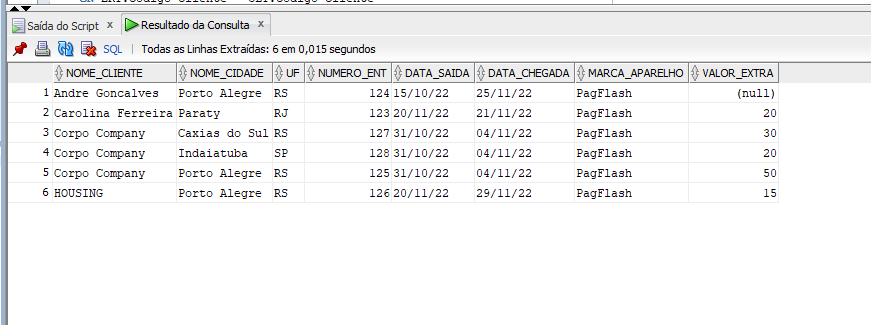 Saída do Script x Resultado da Consulta x
SQL | Todas as Linhas Extraídas: 6 em 0,015 segundos
NOME_CLIENTE NOME_CIDADE UF NUMERO_ENT DATA_SAIDA DATA_CHEGADA MARCA_APARELHO VALOR_EXTRA
1 Andre Goncalves Porto Alegre RS 124 15/10/22 25/11/22 PagFlash (null)
2 Carolina Ferreira Paraty RJ 123 20/11/22 21/11/22 PagFlash 20
3 Corpo Company Caxias do Sul RS 127 31/10/22 04/11/22 PagFlash 30
4 Corpo Company Indaiatuba SP 128 31/10/22 04/11/22 PagFlash 20
5 Corpo Company Porto Alegre RS 125 31/10/22 04/11/22 PagFlash 50
6 HOUSING Porto Alegre RS 126 20/11/22 29/11/22 PagFlash 15